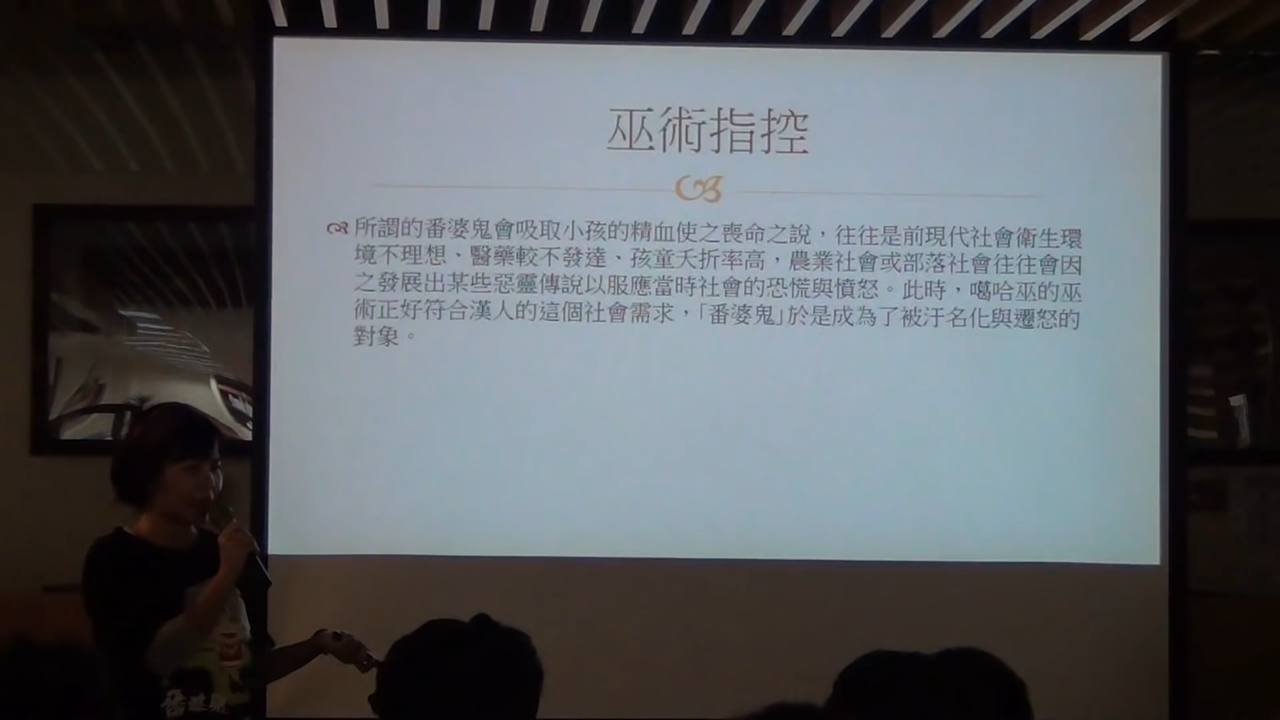 巫術指控
所謂的番婆鬼會吸取小孩的精血使之喪命之說，往往是前現代社會衛生環
境不理想、醫藥較不發達、孩童夭折率高，農業社會或部落社會往往會因
之發展出某些惡靈傳說以服應當時社會的恐慌與憤怒。此時，噶哈巫的巫
術正好符合漢人的這個社會需求，「番婆鬼」於是成為了被汙名化與遷怒的
對象。
番婆鬼